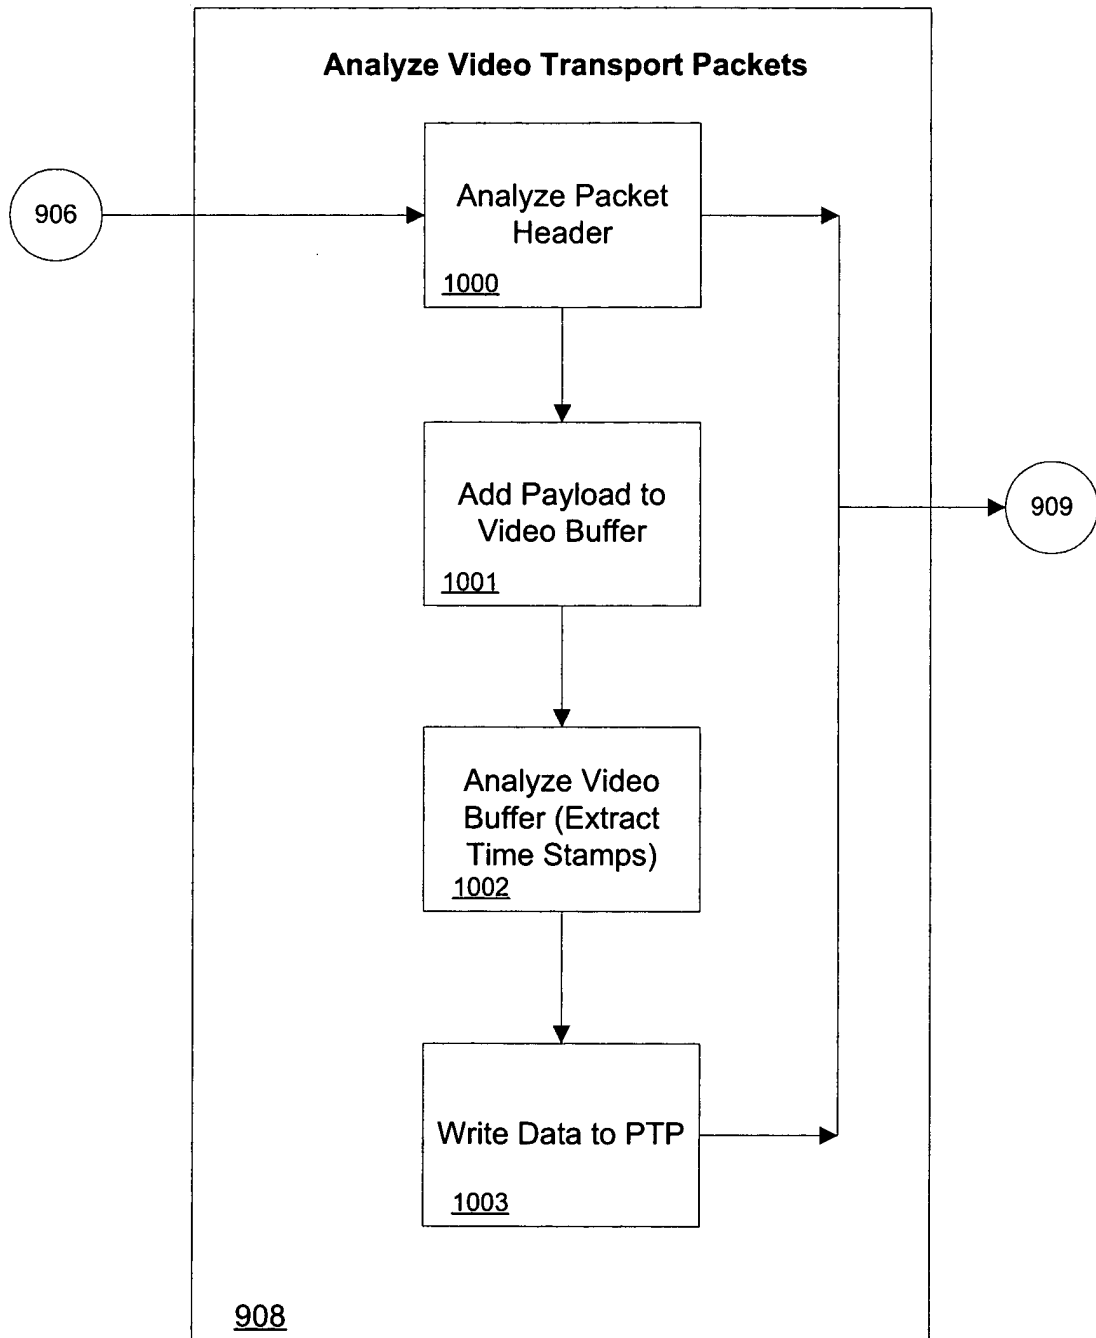 Analyze Video Transport Packets
906
Analyze Packet
Header
1000
Add Payload to
Video Buffer
1001
909
Analyze Video
Buffer (Extract
Time Stamps)
1002
Write Data to PTP
1003
908